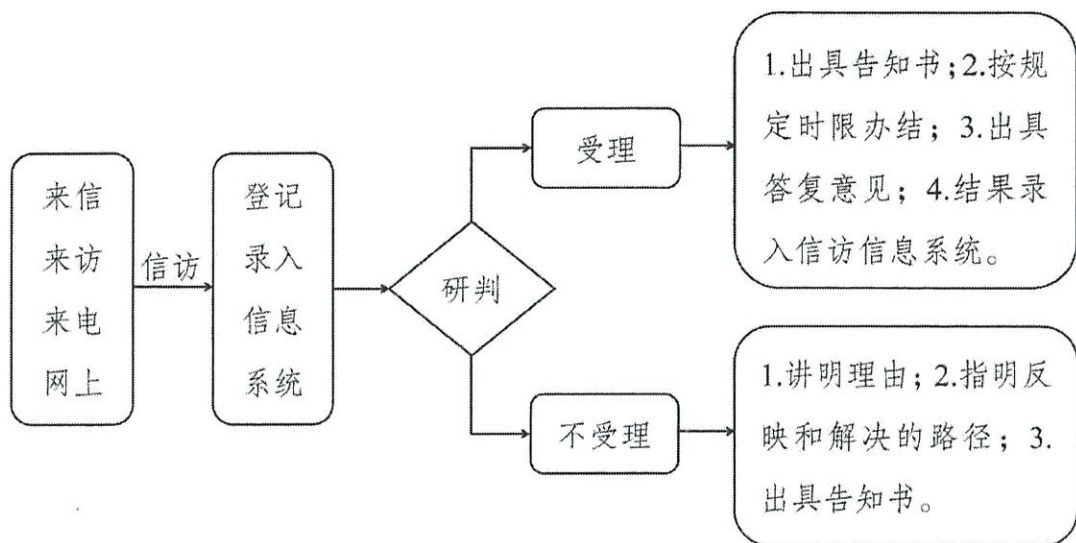 来信
来访
来电
网上
信访
登记
录入
信息
系统
研判
受理
1.出具告知书;2.按规
定时限办结；3.出具
答复意见；4.结果录
入信访信息系统。
不受理
1.讲明理由；2.指明反
映和解决的路径；3.
出具告知书。